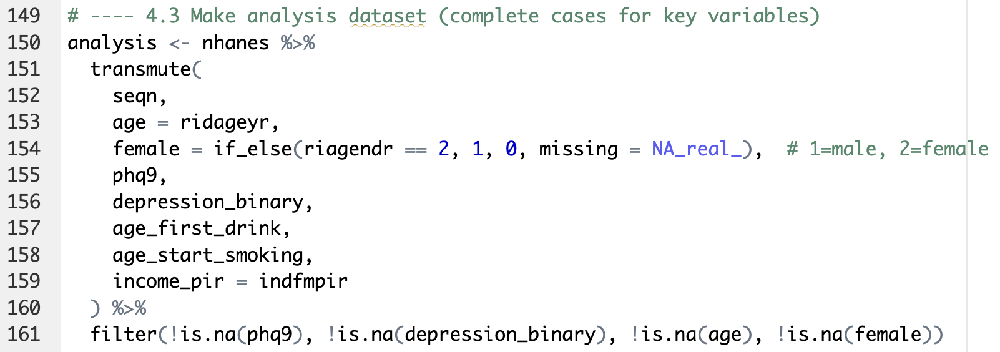 149 # ---- 4.3 Make analysis dataset (complete cases for key variables)
150 analysis <- nhanes %>%
151   transmute(
152     seqn,
153     age = ridageyr,
154     female = if_else(riagendr == 2, 1, 0, missing = NA_real_),  # 1=male, 2=female
155     phq9,
156     depression_binary,
157     age_first_drink,
158     age_start_smoking,
159     income_pir = indfmpir
160   ) %>%
161   filter(!is.na(phq9), !is.na(depression_binary), !is.na(age), !is.na(female))